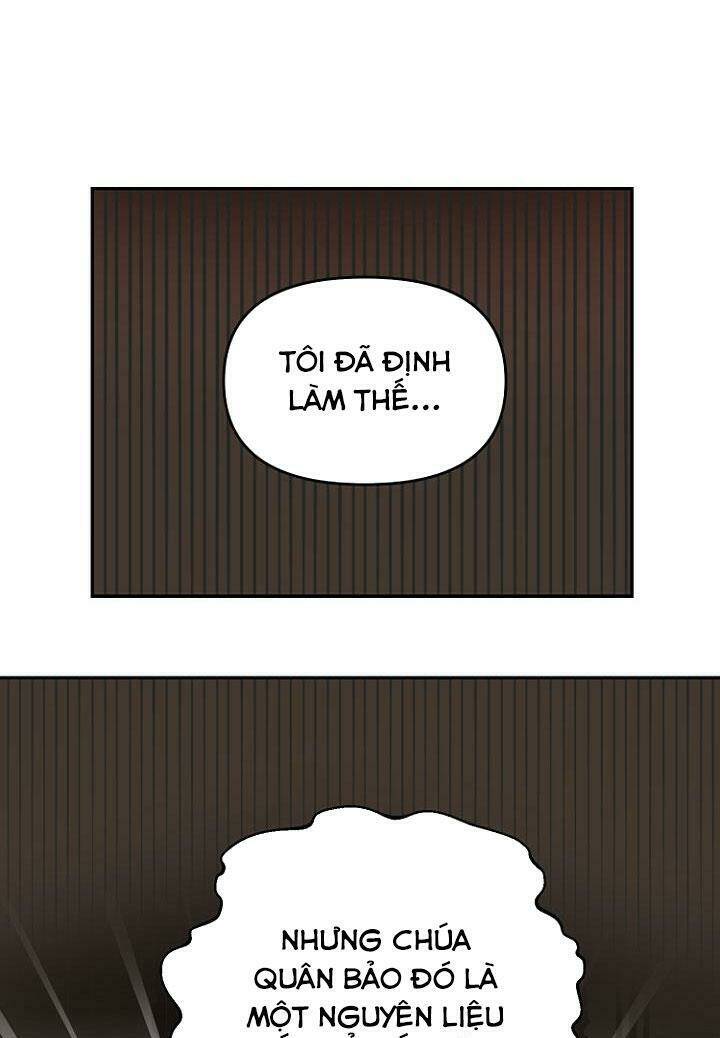 TÔI ĐÃ ĐỊNH
LÀM THẾ...
NHƯNG CHÚA
QUÂN BẢO ĐÓ LÀ
MỘT NGUYÊN LIỆU